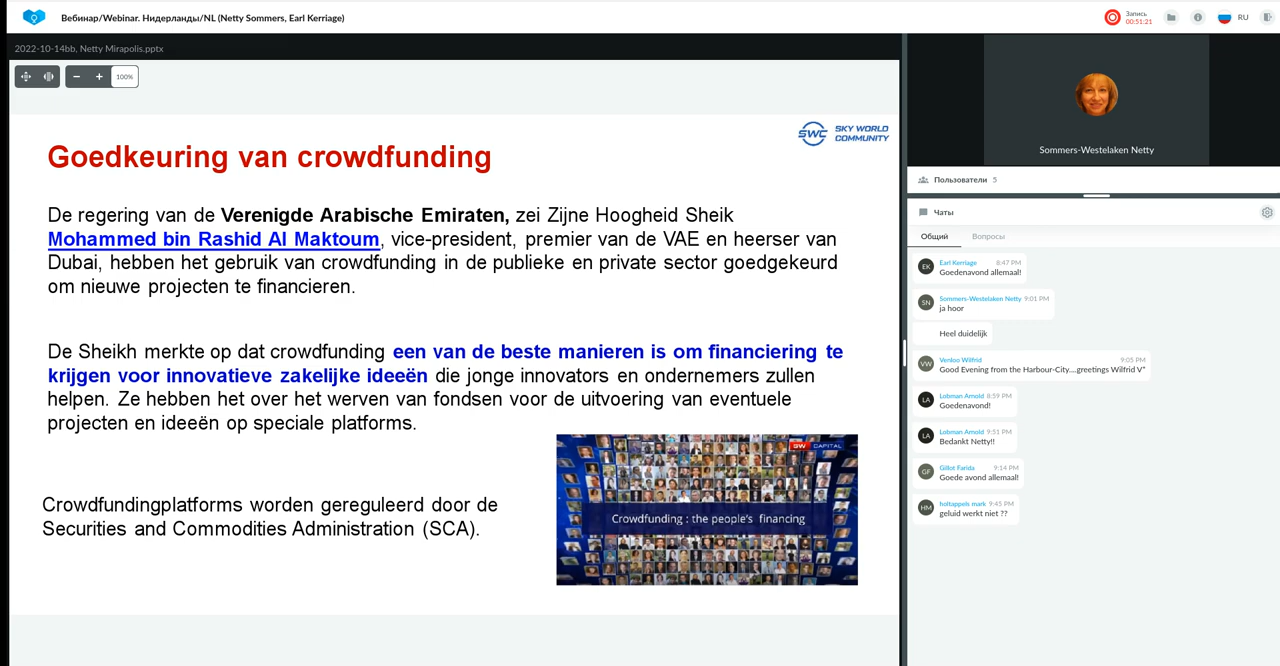 Вебинар/Webinar. Нидерланды/NL (Netty Sommers, Earl Kerriage)
Запись
00:51:21
RU
2022-10-14bb, Netty Mirapolis.pptx
100%
SWC SKY WORLD
COMMUNITY
Goedkeuring van crowdfunding
De regering van de Verenigde Arabische Emiraten, zei Zijne Hoogheid Sheik
Mohammed bin Rashid Al Maktoum, vice-president, premier van de VAE en heerser van
Dubai, hebben het gebruik van crowdfunding in de publieke en private sector goedgekeurd
om nieuwe projecten te financieren.
De Sheikh merkte op dat crowdfunding een van de beste manieren is om financiering te
krijgen voor innovatieve zakelijke ideeën die jonge innovators en ondernemers zullen
helpen. Ze hebben het over het werven van fondsen voor de uitvoering van eventuele
projecten en ideeën op speciale platforms.
Crowdfundingplatforms worden gereguleerd door de
Securities and Commodities Administration (SCA).
GW CAPITAL
Crowdfunding : the people's financing
Sommers-Westelaken Netty
Пользователи 5
Чаты
Общий Вопросы
EK Earl Kerriage 8:47 PM
Goedenavond allemaal!
SN Sommers-Westelaken Netty 9:01 PM
ja hoor
Heel duidelijk
VW Venloo Wilfrid 9:05 PM
Good Evening from the Harbour-City....greetings Wilfrid V"
LA Lobman Arnold 8:59 PM
Goedenavond!
LA Lobman Arnold 9:51 PM
Bedankt Netty!!
GF Gillot Farida 9:14 PM
Goede avond allemaal!
HM holtappels mark 9:45 PM
geluid werkt niet ??